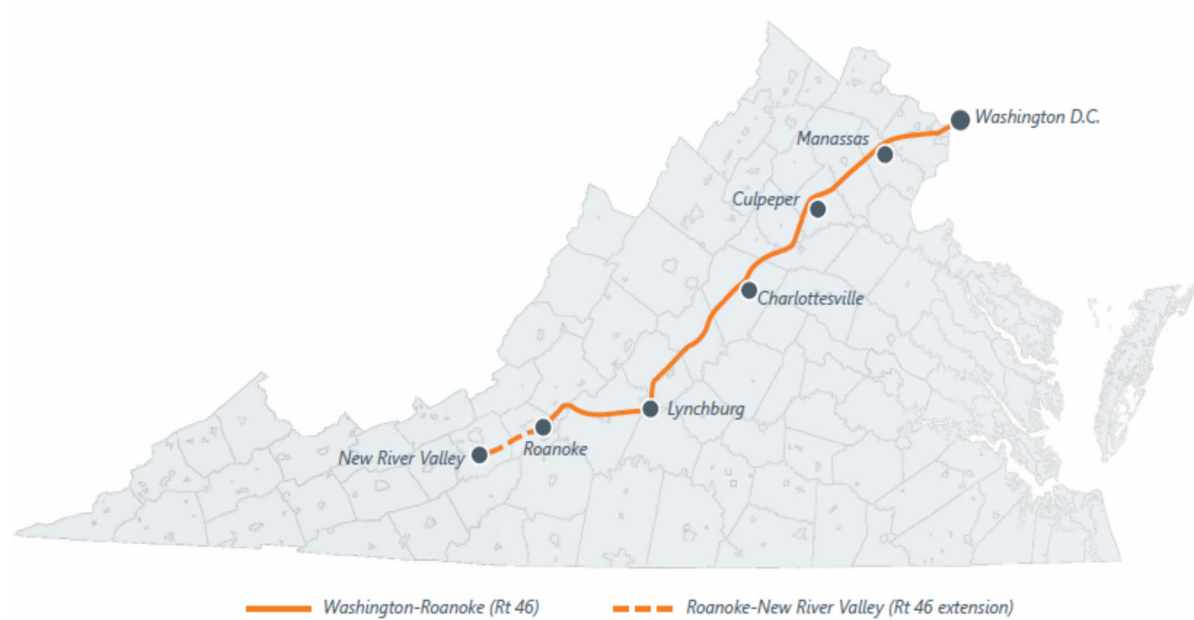 Washington D.C.
Manassas
Culpeper
Charlottesville
Lynchburg
Roanoke
New River Valley
Washington-Roanoke (Rt 46)
Roanoke-New River Valley (Rt 46 extension)